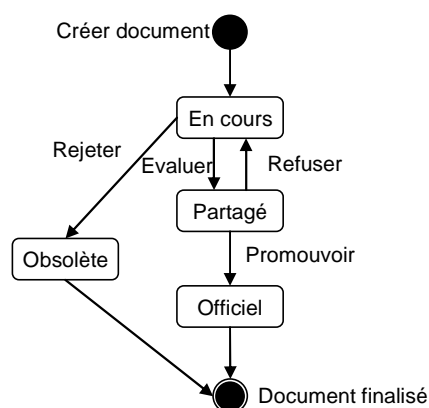 Créer document
En cours
Rejeter
Evaluer
Refuser
Partagé
Promouvoir
Obsolète
Officiel
Document finalisé